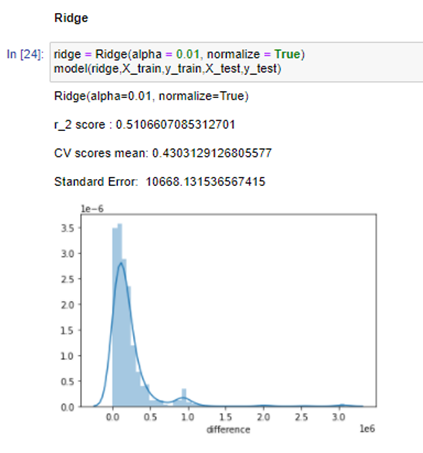 Ridge
In [24]: ridge = Ridge(alpha = 0.01, normalize = True)
model(ridge,X_train,y_train,X_test,y_test)
Ridge(alpha=0.01, normalize=True)
r_2 score : 0.5106607085312701
CV scores mean: 0.4303129126805577
Standard Error:  10668.131536567415
1e-6
3.5
3.0
2.5
2.0
1.5
1.0
0.5
0.0
0.0 0.5 1.0 1.5 2.0 2.5 3.0
difference
1e6